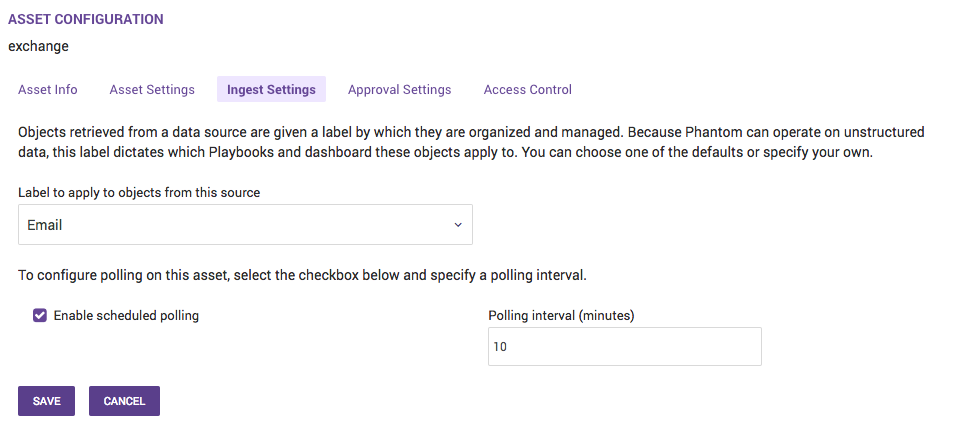 ASSET CONFIGURATION
exchange
Asset Info Asset Settings Ingest Settings Approval Settings Access Control
Objects retrieved from a data source are given a label by which they are organized and managed. Because Phantom can operate on unstructured
data, this label dictates which Playbooks and dashboard these objects apply to. You can choose one of the defaults or specify your own.
Label to apply to objects from this source
Email
To configure polling on this asset, select the checkbox below and specify a polling interval.
Enable scheduled polling Polling interval (minutes)
10
SAVE CANCEL